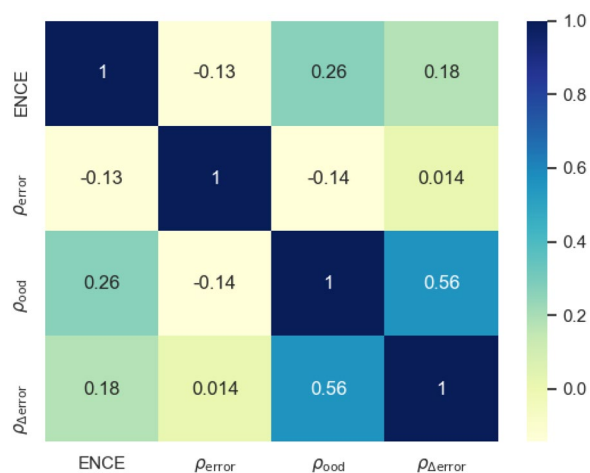 1.0
ENCE 1 -0.13 0.26 0.18
0.8
ρerror -0.13 1 -0.14 0.014
0.6
0.4
ρood 0.26 -0.14 1 0.56
0.2
ρΔerror 0.18 0.014 0.56 1
0.0
ENCE ρerror ρood ρΔerror